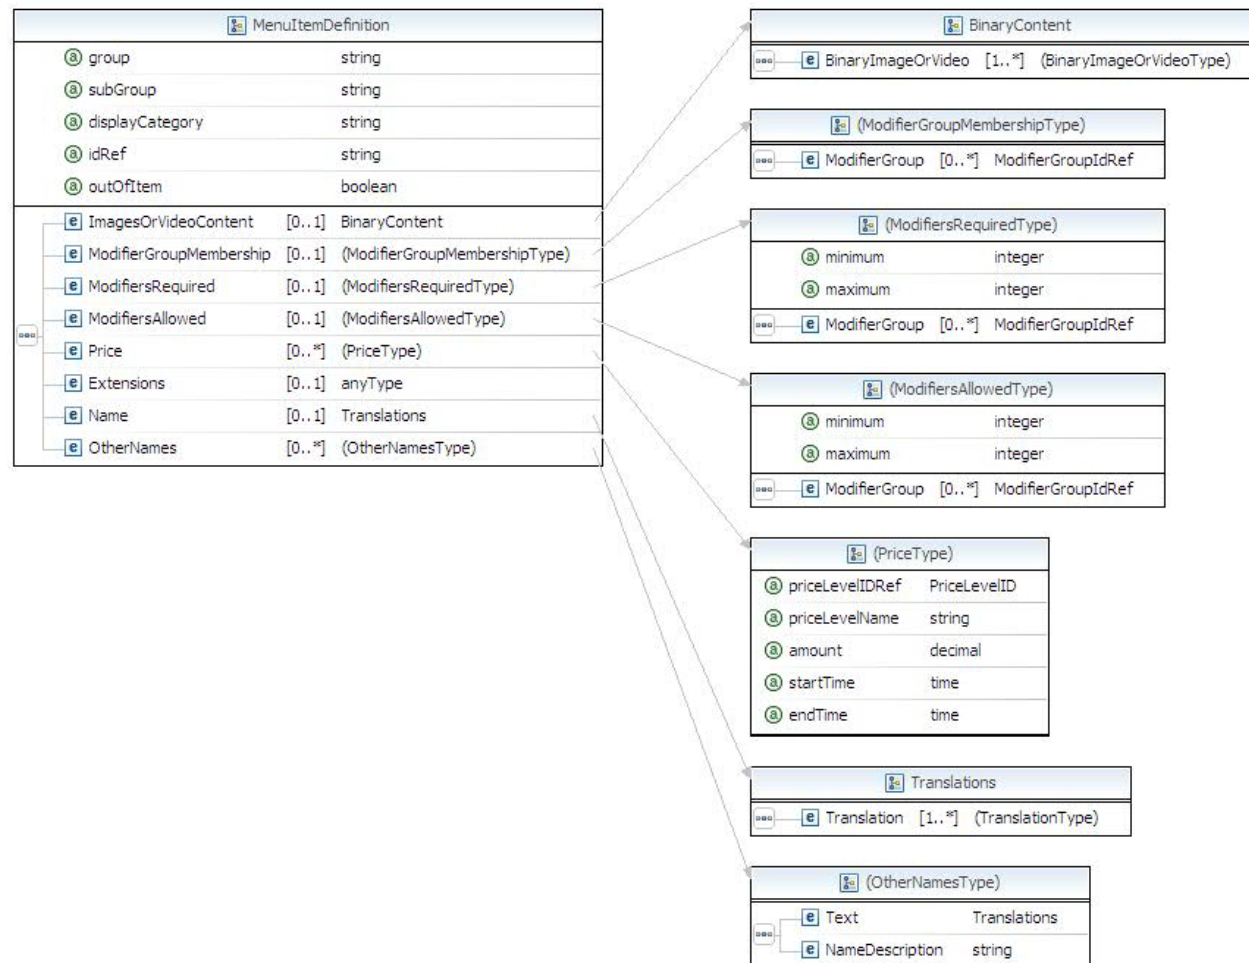 MenuItemDefinition
group string
subGroup string
displayCategory string
idRef string
outOfItem boolean
ImagesOrVideoContent [0..1] BinaryContent
ModifierGroupMembership [0..1] (ModifierGroupMembershipType)
ModifiersRequired [0..1] (ModifiersRequiredType)
ModifiersAllowed [0..1] (ModifiersAllowedType)
Price [0..*] (PriceType)
Extensions [0..1] anyType
Name [0..1] Translations
OtherNames [0..*] (OtherNamesType)
BinaryContent
BinaryImageOrVideo [1..*] (BinaryImageOrVideoType)
(ModifierGroupMembershipType)
ModifierGroup [0..*] ModifierGroupIdRef
(ModifiersRequiredType)
minimum integer
maximum integer
ModifierGroup [0..*] ModifierGroupIdRef
(ModifiersAllowedType)
minimum integer
maximum integer
ModifierGroup [0..*] ModifierGroupIdRef
(PriceType)
priceLevelIDRef PriceLevelID
priceLevelName string
amount decimal
startTime time
endTime time
Translations
Translation [1..*] (TranslationType)
(OtherNamesType)
Text Translations
NameDescription string